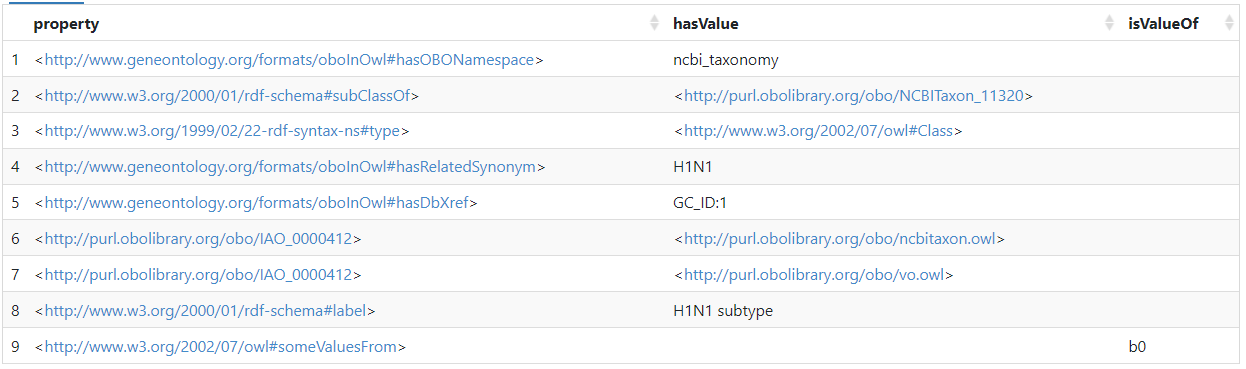 property hasValue isValueOf
1 <http://www.geneontology.org/formats/oboInOwl#hasOBONamespace> ncbi_taxonomy
2 <http://www.w3.org/2000/01/rdf-schema#subClassOf> <http://purl.obolibrary.org/obo/NCBITaxon_11320>
3 <http://www.w3.org/1999/02/22-rdf-syntax-ns#type> <http://www.w3.org/2002/07/owl#Class>
4 <http://www.geneontology.org/formats/oboInOwl#hasRelatedSynonym> H1N1
5 <http://www.geneontology.org/formats/oboInOwl#hasDbXref> GC_ID:1
6 <http://purl.obolibrary.org/obo/IAO_0000412> <http://purl.obolibrary.org/obo/ncbitaxon.owl>
7 <http://purl.obolibrary.org/obo/IAO_0000412> <http://purl.obolibrary.org/obo/vo.owl>
8 <http://www.w3.org/2000/01/rdf-schema#label> H1N1 subtype
9 <http://www.w3.org/2002/07/owl#someValuesFrom> b0